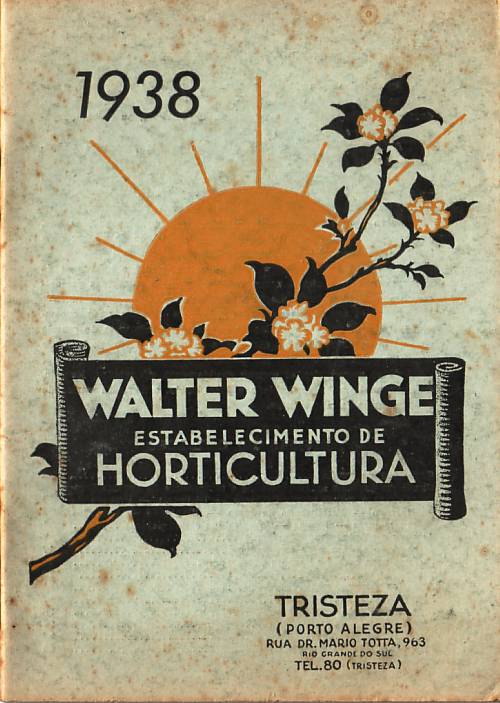 1938
WALTER WINGE
ESTABELECIMENTO DE
HORTICULTURA
TRISTEZA
(PORTO ALEGRE)
RUA DR. MARIO TOTTA, 963
RIO GRANDE DO SUL
TEL. 80 (TRISTEZA)